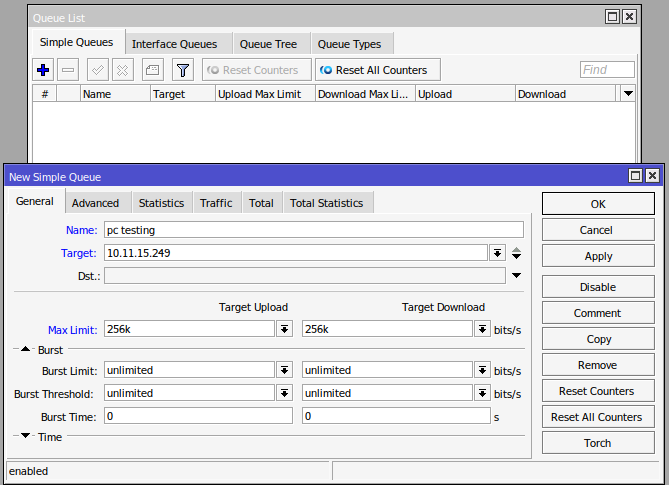 Queue List
Simple Queues Interface Queues Queue Tree Queue Types
Reset Counters Reset All Counters Find
# Name Target Upload Max Limit Download Max Li... Upload Download
New Simple Queue
General Advanced Statistics Traffic Total Total Statistics
OK
Name: pc testing
Cancel
Target: 10.11.15.249
Apply
Dst.:
Disable
Target Upload Target Download
Comment
Max Limit: 256k 256k bits/s
Copy
Burst
Remove
Burst Limit: unlimited unlimited bits/s
Reset Counters
Burst Threshold: unlimited unlimited bits/s
Reset All Counters
Burst Time: 0 0 s
Torch
Time
enabled